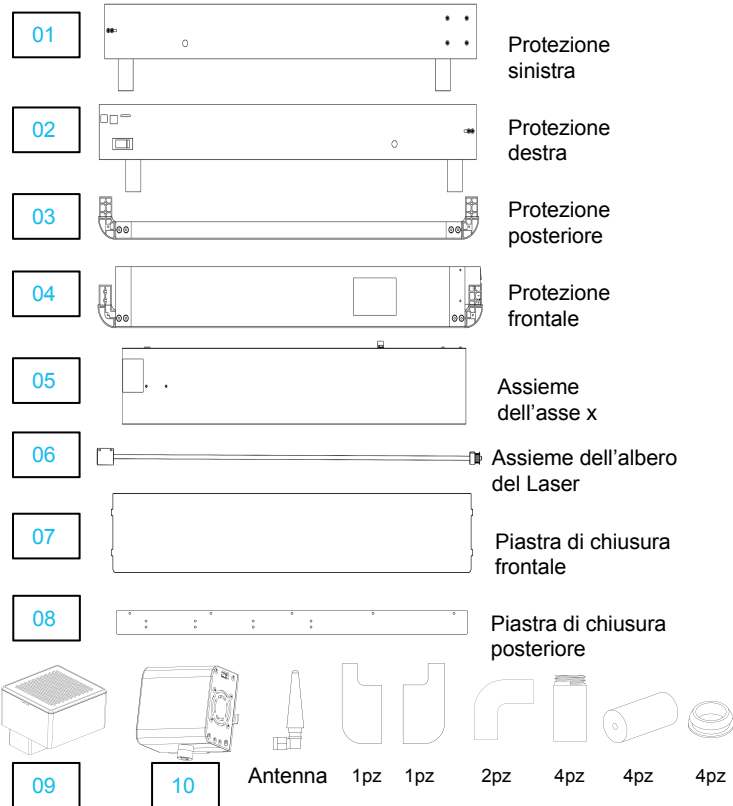 01
Protezione
sinistra
02
Protezione
destra
03
Protezione
posteriore
04
Protezione
frontale
05
Assieme
dell'asse x
06
Assieme dell'albero
del Laser
07
Piastra di chiusura
frontale
08
Piastra di chiusura
posteriore
09
10
Antenna
1pz
1pz
2pz
4pz
4pz
4pz